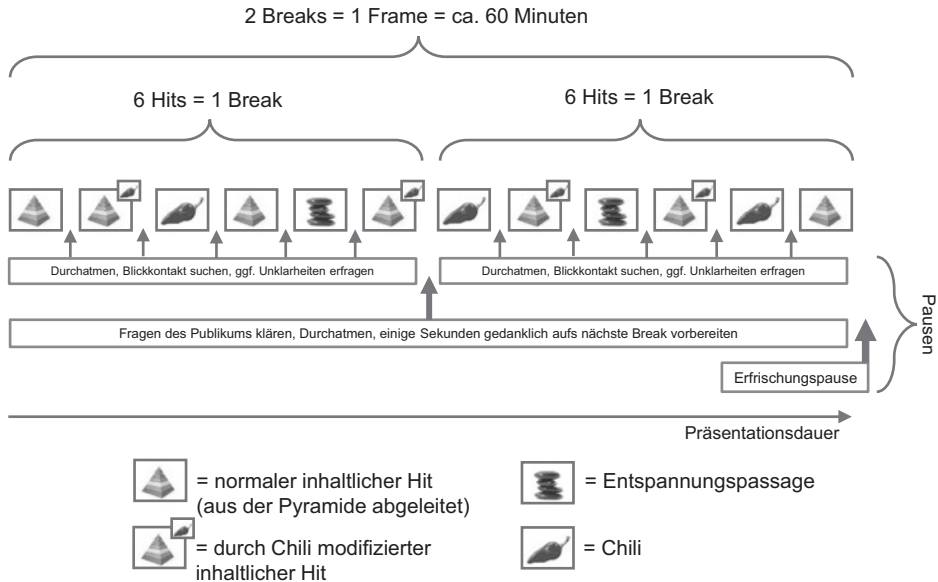 2 Breaks = 1 Frame = ca. 60 Minuten
6 Hits = 1 Break
6 Hits = 1 Break
Durchatmen, Blickkontakt suchen, ggf. Unklarheiten erfragen
Durchatmen, Blickkontakt suchen, ggf. Unklarheiten erfragen
Fragen des Publikums klären, Durchatmen, einige Sekunden gedanklich aufs nächste Break vorbereiten
Erfrischungspause
Pausen
Präsentationsdauer
= normaler inhaltlicher Hit
(aus der Pyramide abgeleitet)
= durch Chili modifizierter
inhaltlicher Hit
= Entspannungspassage
= Chili